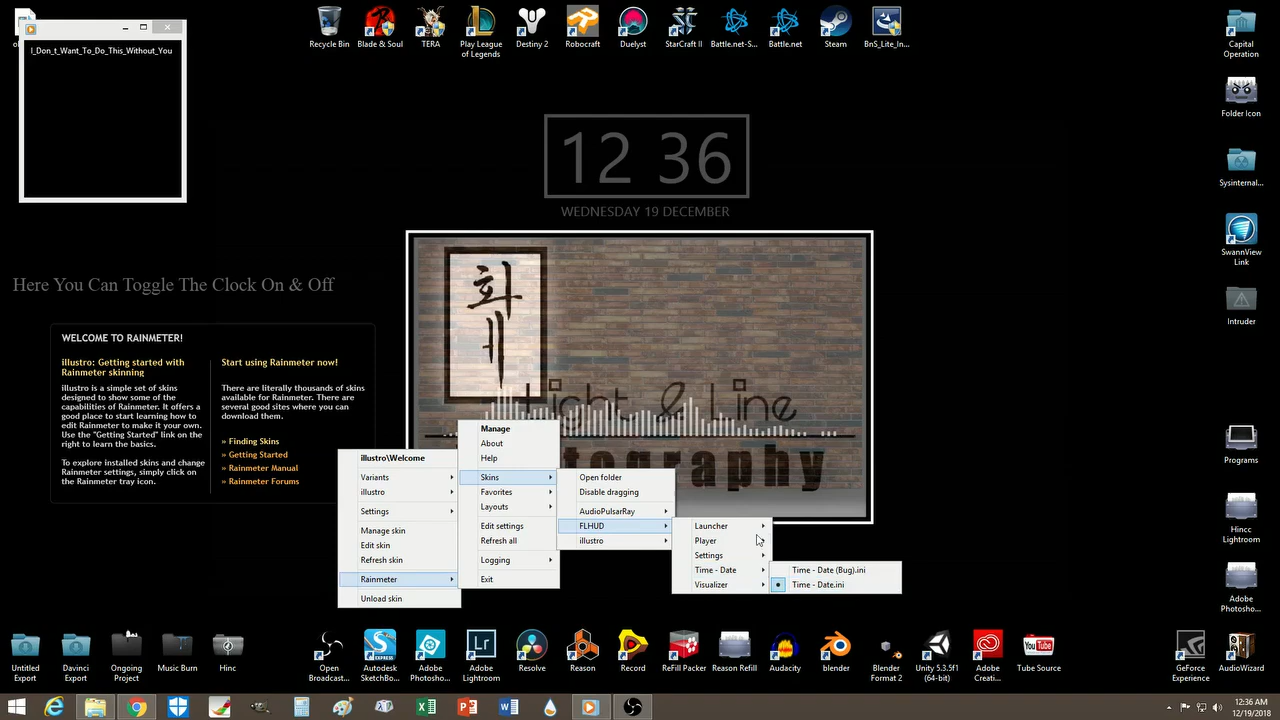 I_Don_t_Want_To_Do_This_Without_You
Recycle Bin
Blade & Soul
TERA
Play League
of Legends
Destiny 2
Robocraft
Duelyst
StarCraft II
Battle.net-S...
Battle.net
Steam
BnS_Lite_In...
Capital
Operation
Folder Icon
Sysinternal...
SwannView
Link
Intruder
Programs
Hincc
Lightroom
Adobe
Photosho...
12 36
WEDNESDAY 19 DECEMBER
Here You Can Toggle The Clock On & Off
WELCOME TO RAINMETER!
illustro: Getting started with
Rainmeter skinning
illustro is a simple set of skins
designed to show some of the
capabilities of Rainmeter. It offers a
good place to start learning how to
edit Rainmeter to make it your own.
Use the "Getting Started" link on the
right to learn the basics.
To explore installed skins and change
Rainmeter settings, simply click on
the Rainmeter tray icon.
Start using Rainmeter now!
There are literally thousands of skins
available for Rainmeter. There are
several good sites where you can
download them.
» Finding Skins
» Getting Started
» Rainmeter Manual
» Rainmeter Forums
화
Light & Line
tography
illustro\Welcome
Variants
illustro
Settings
Manage skin
Edit skin
Refresh skin
Rainmeter
Unload skin
Manage
About
Help
Skins
Favorites
Layouts
Edit settings
Refresh all
Logging
Exit
Open folder
Disable dragging
AudioPulsarRay
FLHUD
illustro
Launcher
Player
Settings
Time - Date
Visualizer
Time - Date (Bug).ini
Time - Date.ini
Untitled
Export
Davinci
Export
Ongoing
Project
Music Burn
Hinc
Open
Broadcast...
Autodesk
SketchBo...
Adobe
Photosho...
Adobe
Lightroom
Resolve
Reason
Record
ReFill Packer
Reason Refill
Audacity
blender
Blender
Format 2
Unity 5.3.5f1
(64-bit)
Adobe
Creati...
Tube Source
GeForce
Experience
AudioWizard
12:36 AM
12/19/2018